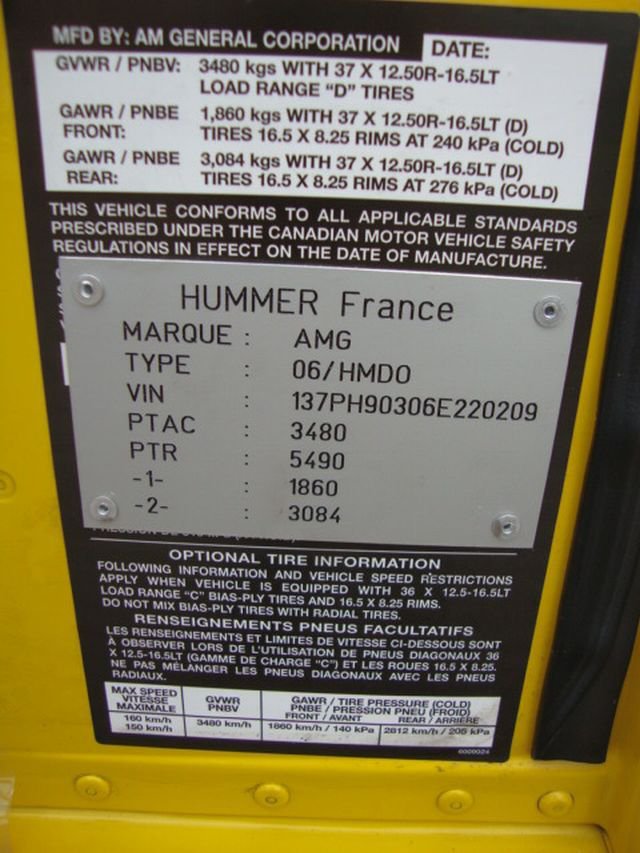 MFD BY: AM GENERAL CORPORATION DATE:
GVWR / PNBV: 3480 kgs WITH 37 X 12.50R-16.5LT
LOAD RANGE "D" TIRES
GAWR / PNBE 1,860 kgs WITH 37 X 12.50R-16.5LT (D)
FRONT: TIRES 16.5 X 8.25 RIMS AT 240 kPa (COLD)
GAWR / PNBE 3,084 kgs WITH 37 X 12.50R-16.5LT (D)
REAR: TIRES 16.5 X 8.25 RIMS AT 276 kPa (COLD)
THIS VEHICLE CONFORMS TO ALL APPLICABLE STANDARDS
PRESCRIBED UNDER THE CANADIAN MOTOR VEHICLE SAFETY
REGULATIONS IN EFFECT ON THE DATE OF MANUFACTURE.
HUMMER France
MARQUE : AMG
TYPE : 06/HMDO
VIN : 137PH90306E220209
PTAC : 3480
PTR : 5490
-1- : 1860
-2- : 3084
OPTIONAL TIRE INFORMATION
FOLLOWING INFORMATION AND VEHICLE SPEED RESTRICTIONS
APPLY WHEN VEHICLE IS EQUIPPED WITH 36 X 12.5-16.5LT
LOAD RANGE "C" BIAS-PLY TIRES AND 16.5 X 8.25 RIMS.
DO NOT MIX BIAS-PLY TIRES WITH RADIAL TIRES.
RENSEIGNEMENTS PNEUS FACULTATIFS
LES RENSEIGNEMENTS ET LIMITES DE VITESSE CI-DESSOUS SONT
À OBSERVER LORS DE L'UTILISATION DE PNEUS DIAGONAUX 36
X 12.5-16.5LT (GAMME DE CHARGE "C") ET LES ROUES 16.5 X 8.25.
NE PAS MÉLANGER LES PNEUS DIAGONAUX AVEC LES PNEUS
RADIAUX.
MAX SPEED GVWR GAWR / TIRE PRESSURE (COLD)
VITESSE PNBV PNBE / PRESSION PNEU (FROID)
MAXIMALE FRONT / AVANT REAR / ARRIÈRE
160 km/h 3480 km/h 1860 km/h / 140 kPa 2812 km/h / 205 kPa
150 km/h
6009024